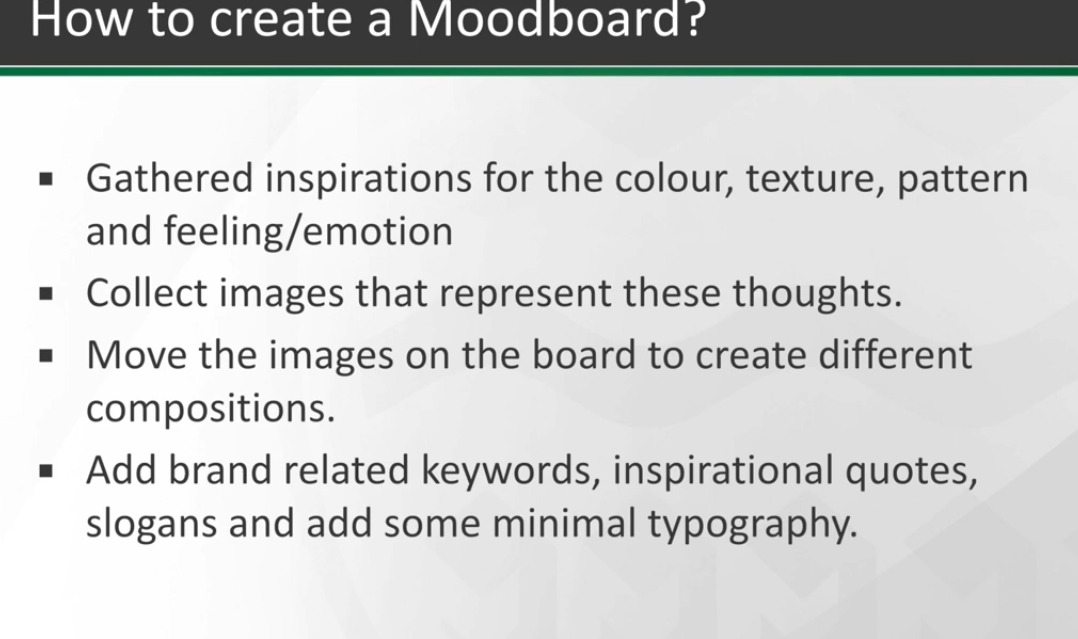 How to create a Moodboard?
▪ Gathered inspirations for the colour, texture, pattern
and feeling/emotion
▪ Collect images that represent these thoughts.
▪ Move the images on the board to create different
compositions.
▪ Add brand related keywords, inspirational quotes,
slogans and add some minimal typography.